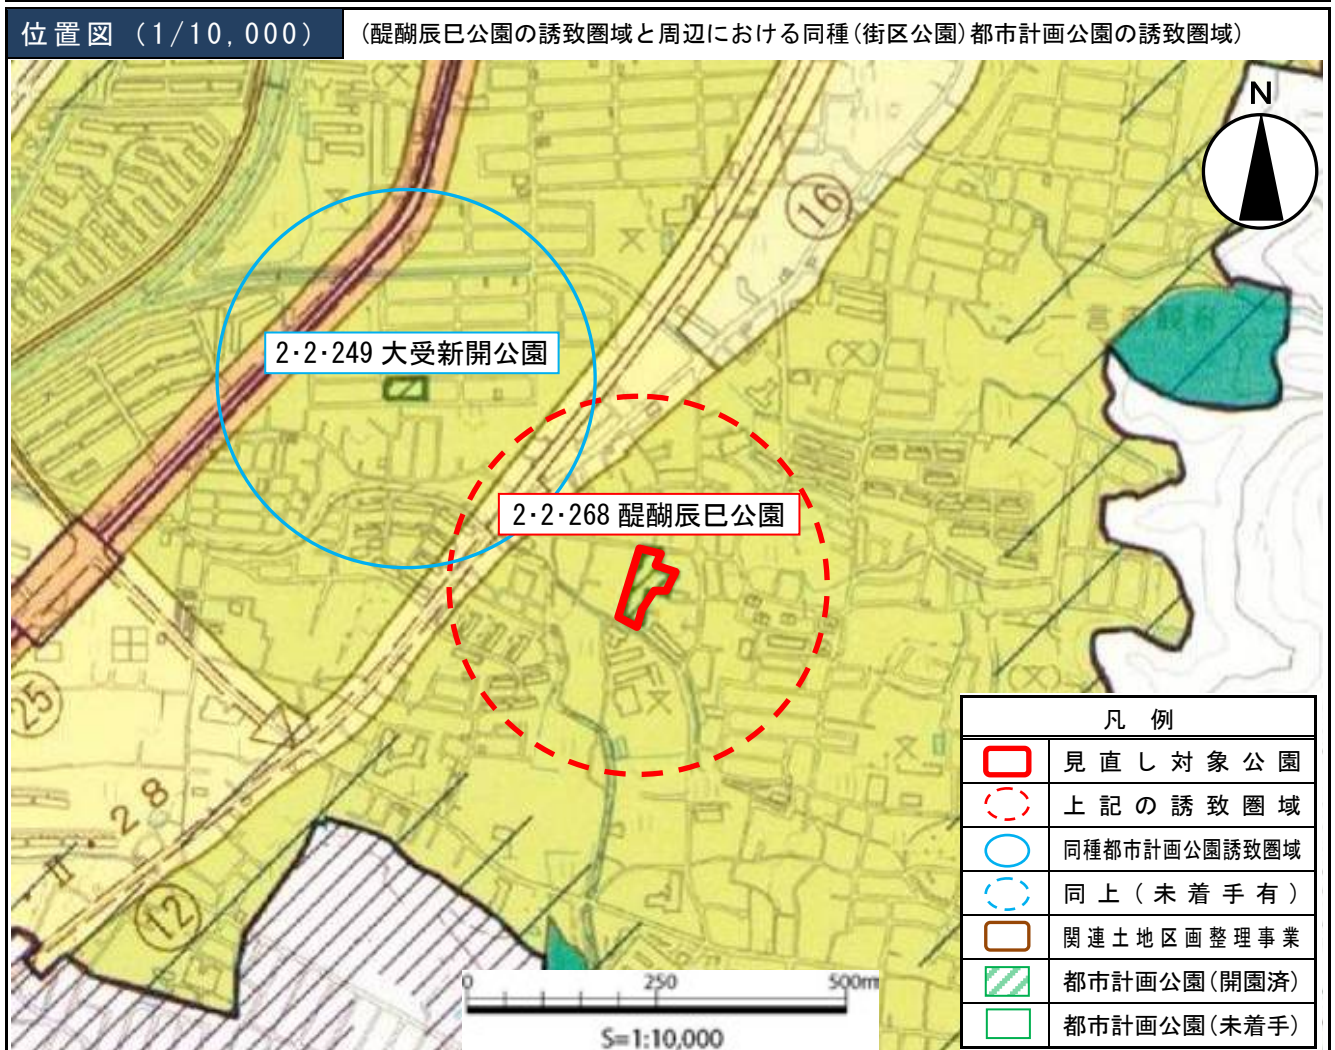 位置図 (1/10,000)
(醍醐辰巳公園の誘致圏域と周辺における同種(街区公園)都市計画公園の誘致圏域)
N
16
2・2・249 大受新開公園
2・2・268 醍醐辰巳公園
25
28
12
凡 例
見直し対象公園
上記の誘致圏域
同種都市計画公園誘致圏域
同上(未着手有)
関連土地区画整理事業
都市計画公園(開園済)
都市計画公園(未着手)
0 250 500m
S=1:10,000